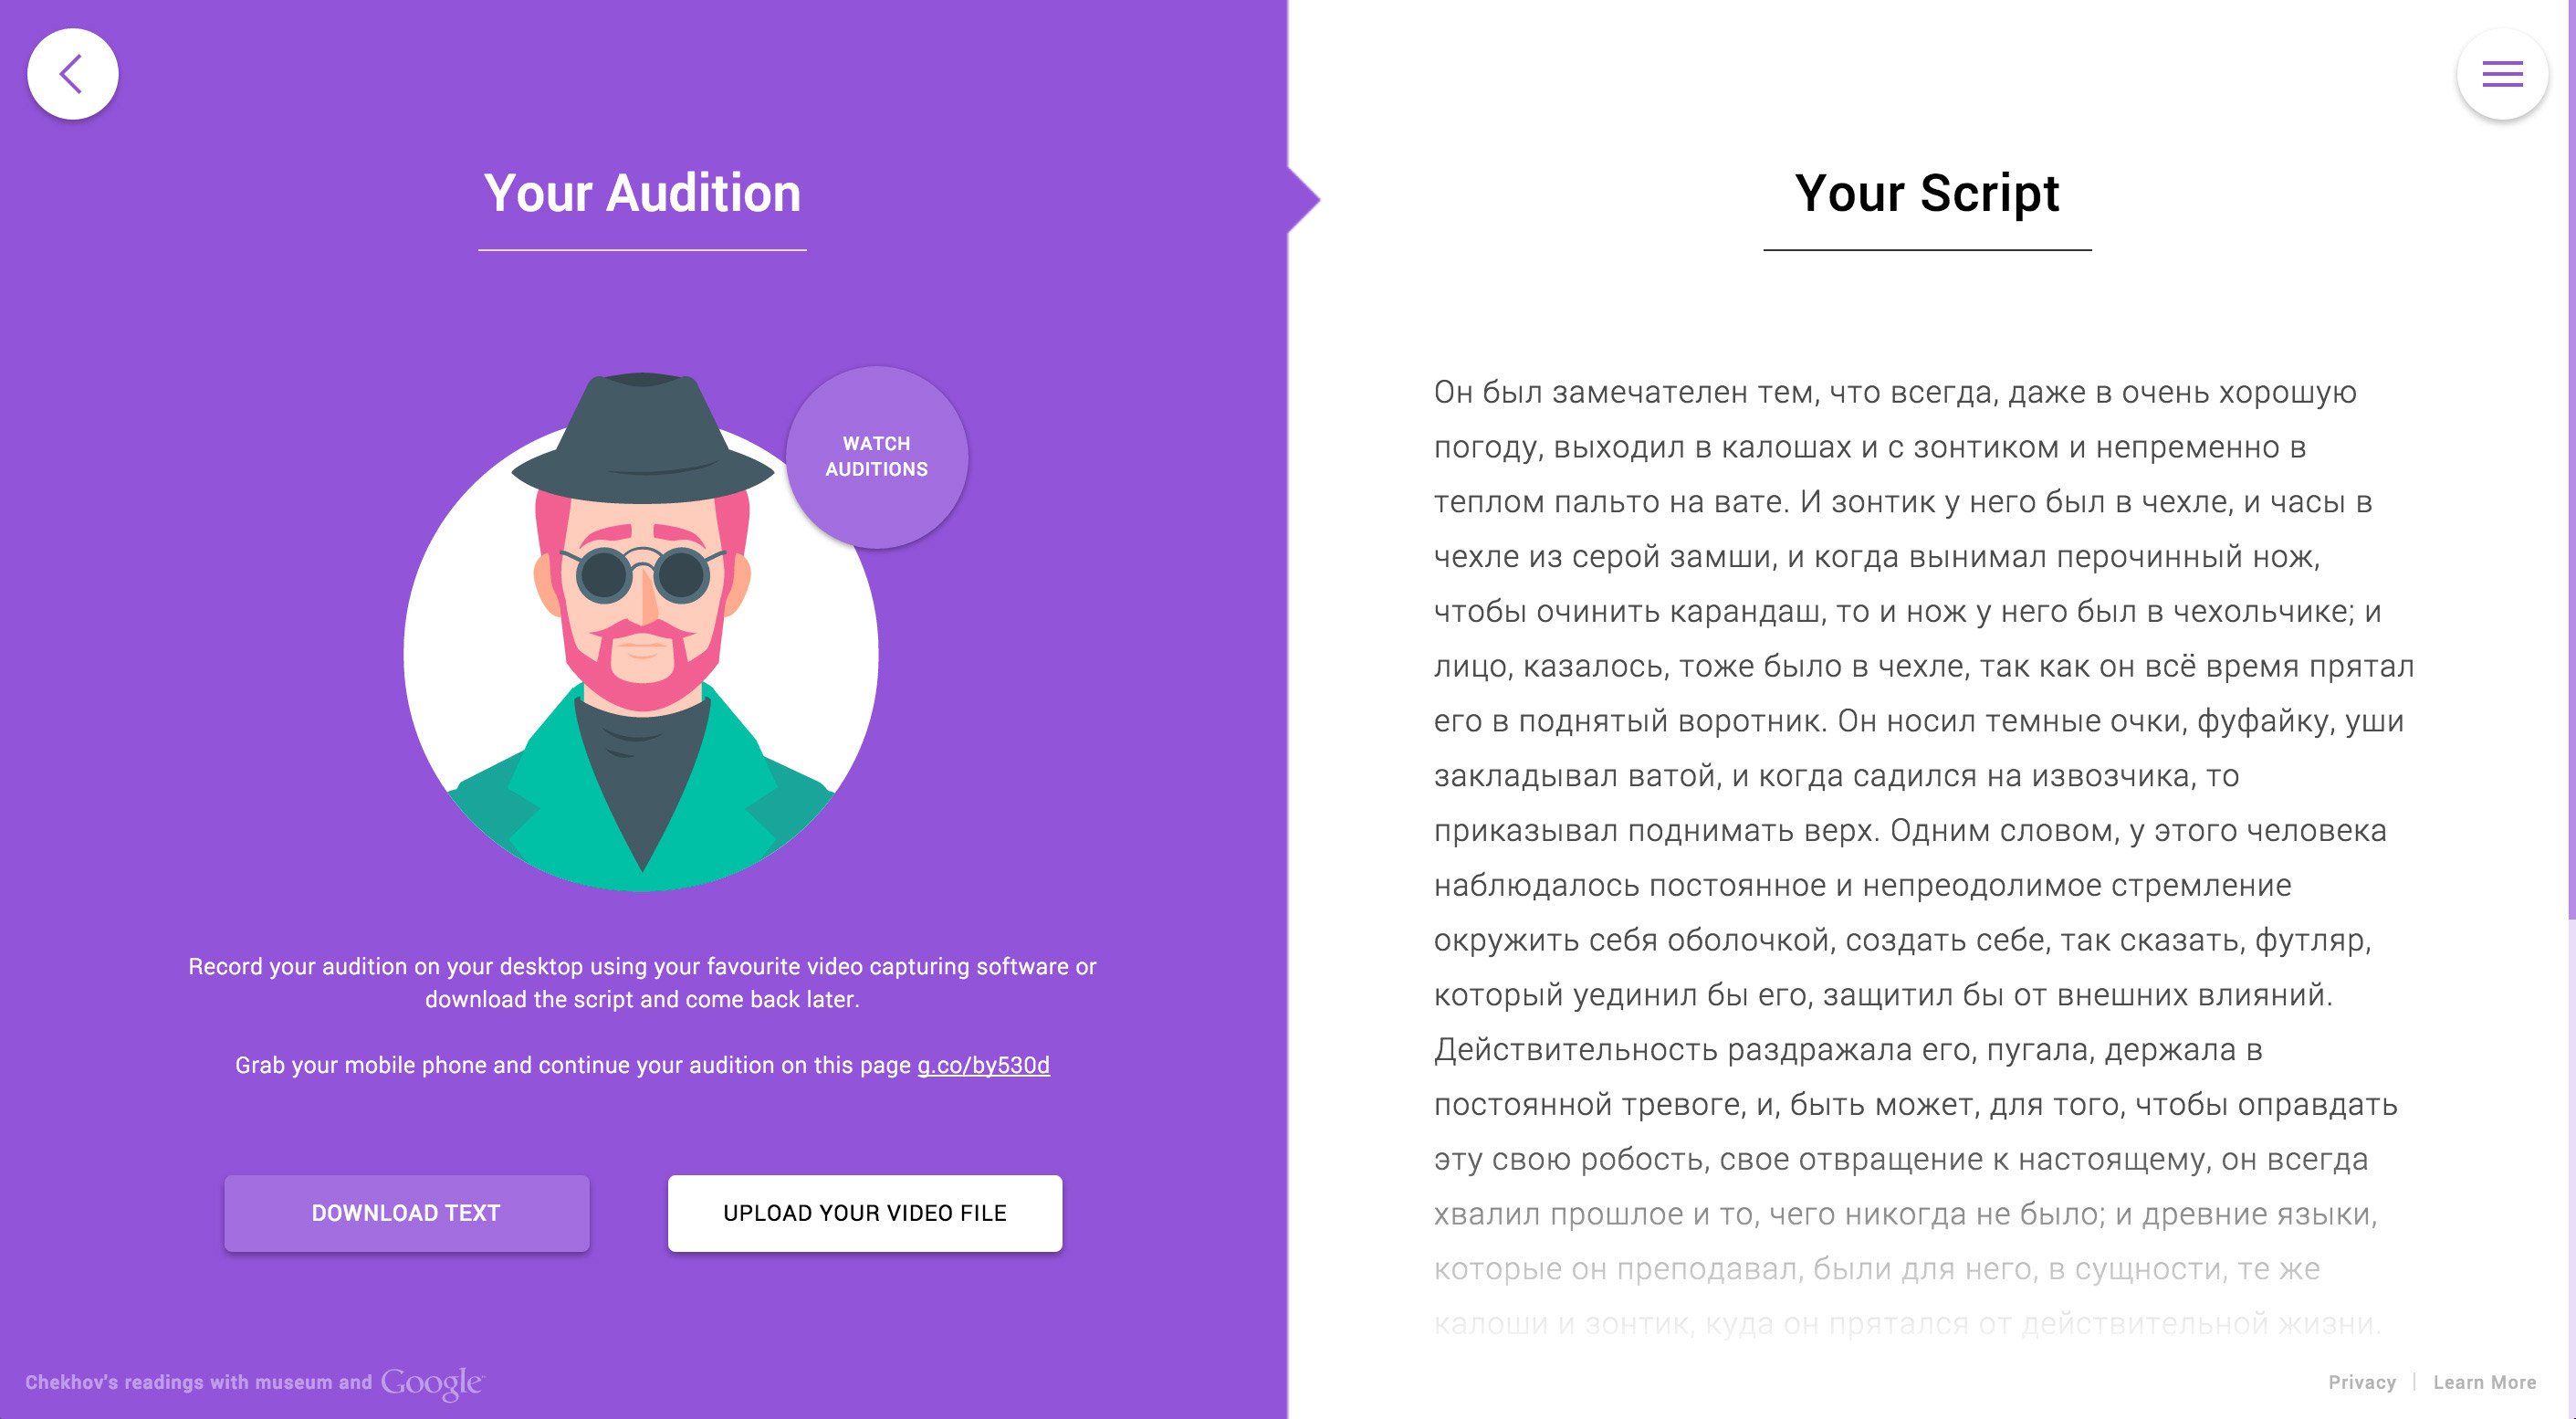 Your Audition
WATCH
AUDITIONS
Record your audition on your desktop using your favourite video capturing software or
download the script and come back later.
Grab your mobile phone and continue your audition on this page g.co/by530d
DOWNLOAD TEXT
UPLOAD YOUR VIDEO FILE
Chekhov's readings with museum and Google
Your Script
Он был замечателен тем, что всегда, даже в очень хорошую
погоду, выходил в калошах и с зонтиком и непременно в
теплом пальто на вате. И зонтик у него был в чехле, и часы в
чехле из серой замши, и когда вынимал перочинный нож,
чтобы очинить карандаш, то и нож у него был в чехольчике; и
лицо, казалось, тоже было в чехле, так как он всё время прятал
его в поднятый воротник. Он носил темные очки, фуфайку, уши
закладывал ватой, и когда садился на извозчика, то
приказывал поднимать верх. Одним словом, у этого человека
наблюдалось постоянное и непреодолимое стремление
окружить себя оболочкой, создать себе, так сказать, футляр,
который уединил бы его, защитил бы от внешних влияний.
Действительность раздражала его, пугала, держала в
постоянной тревоге, и, быть может, для того, чтобы оправдать
эту свою робость, свое отвращение к настоящему, он всегда
хвалил прошлое и то, чего никогда не было; и древние языки,
которые он преподавал, были для него, в сущности, те же
калоши и зонтик, куда он прятался от действительной жизни.
Privacy | Learn More